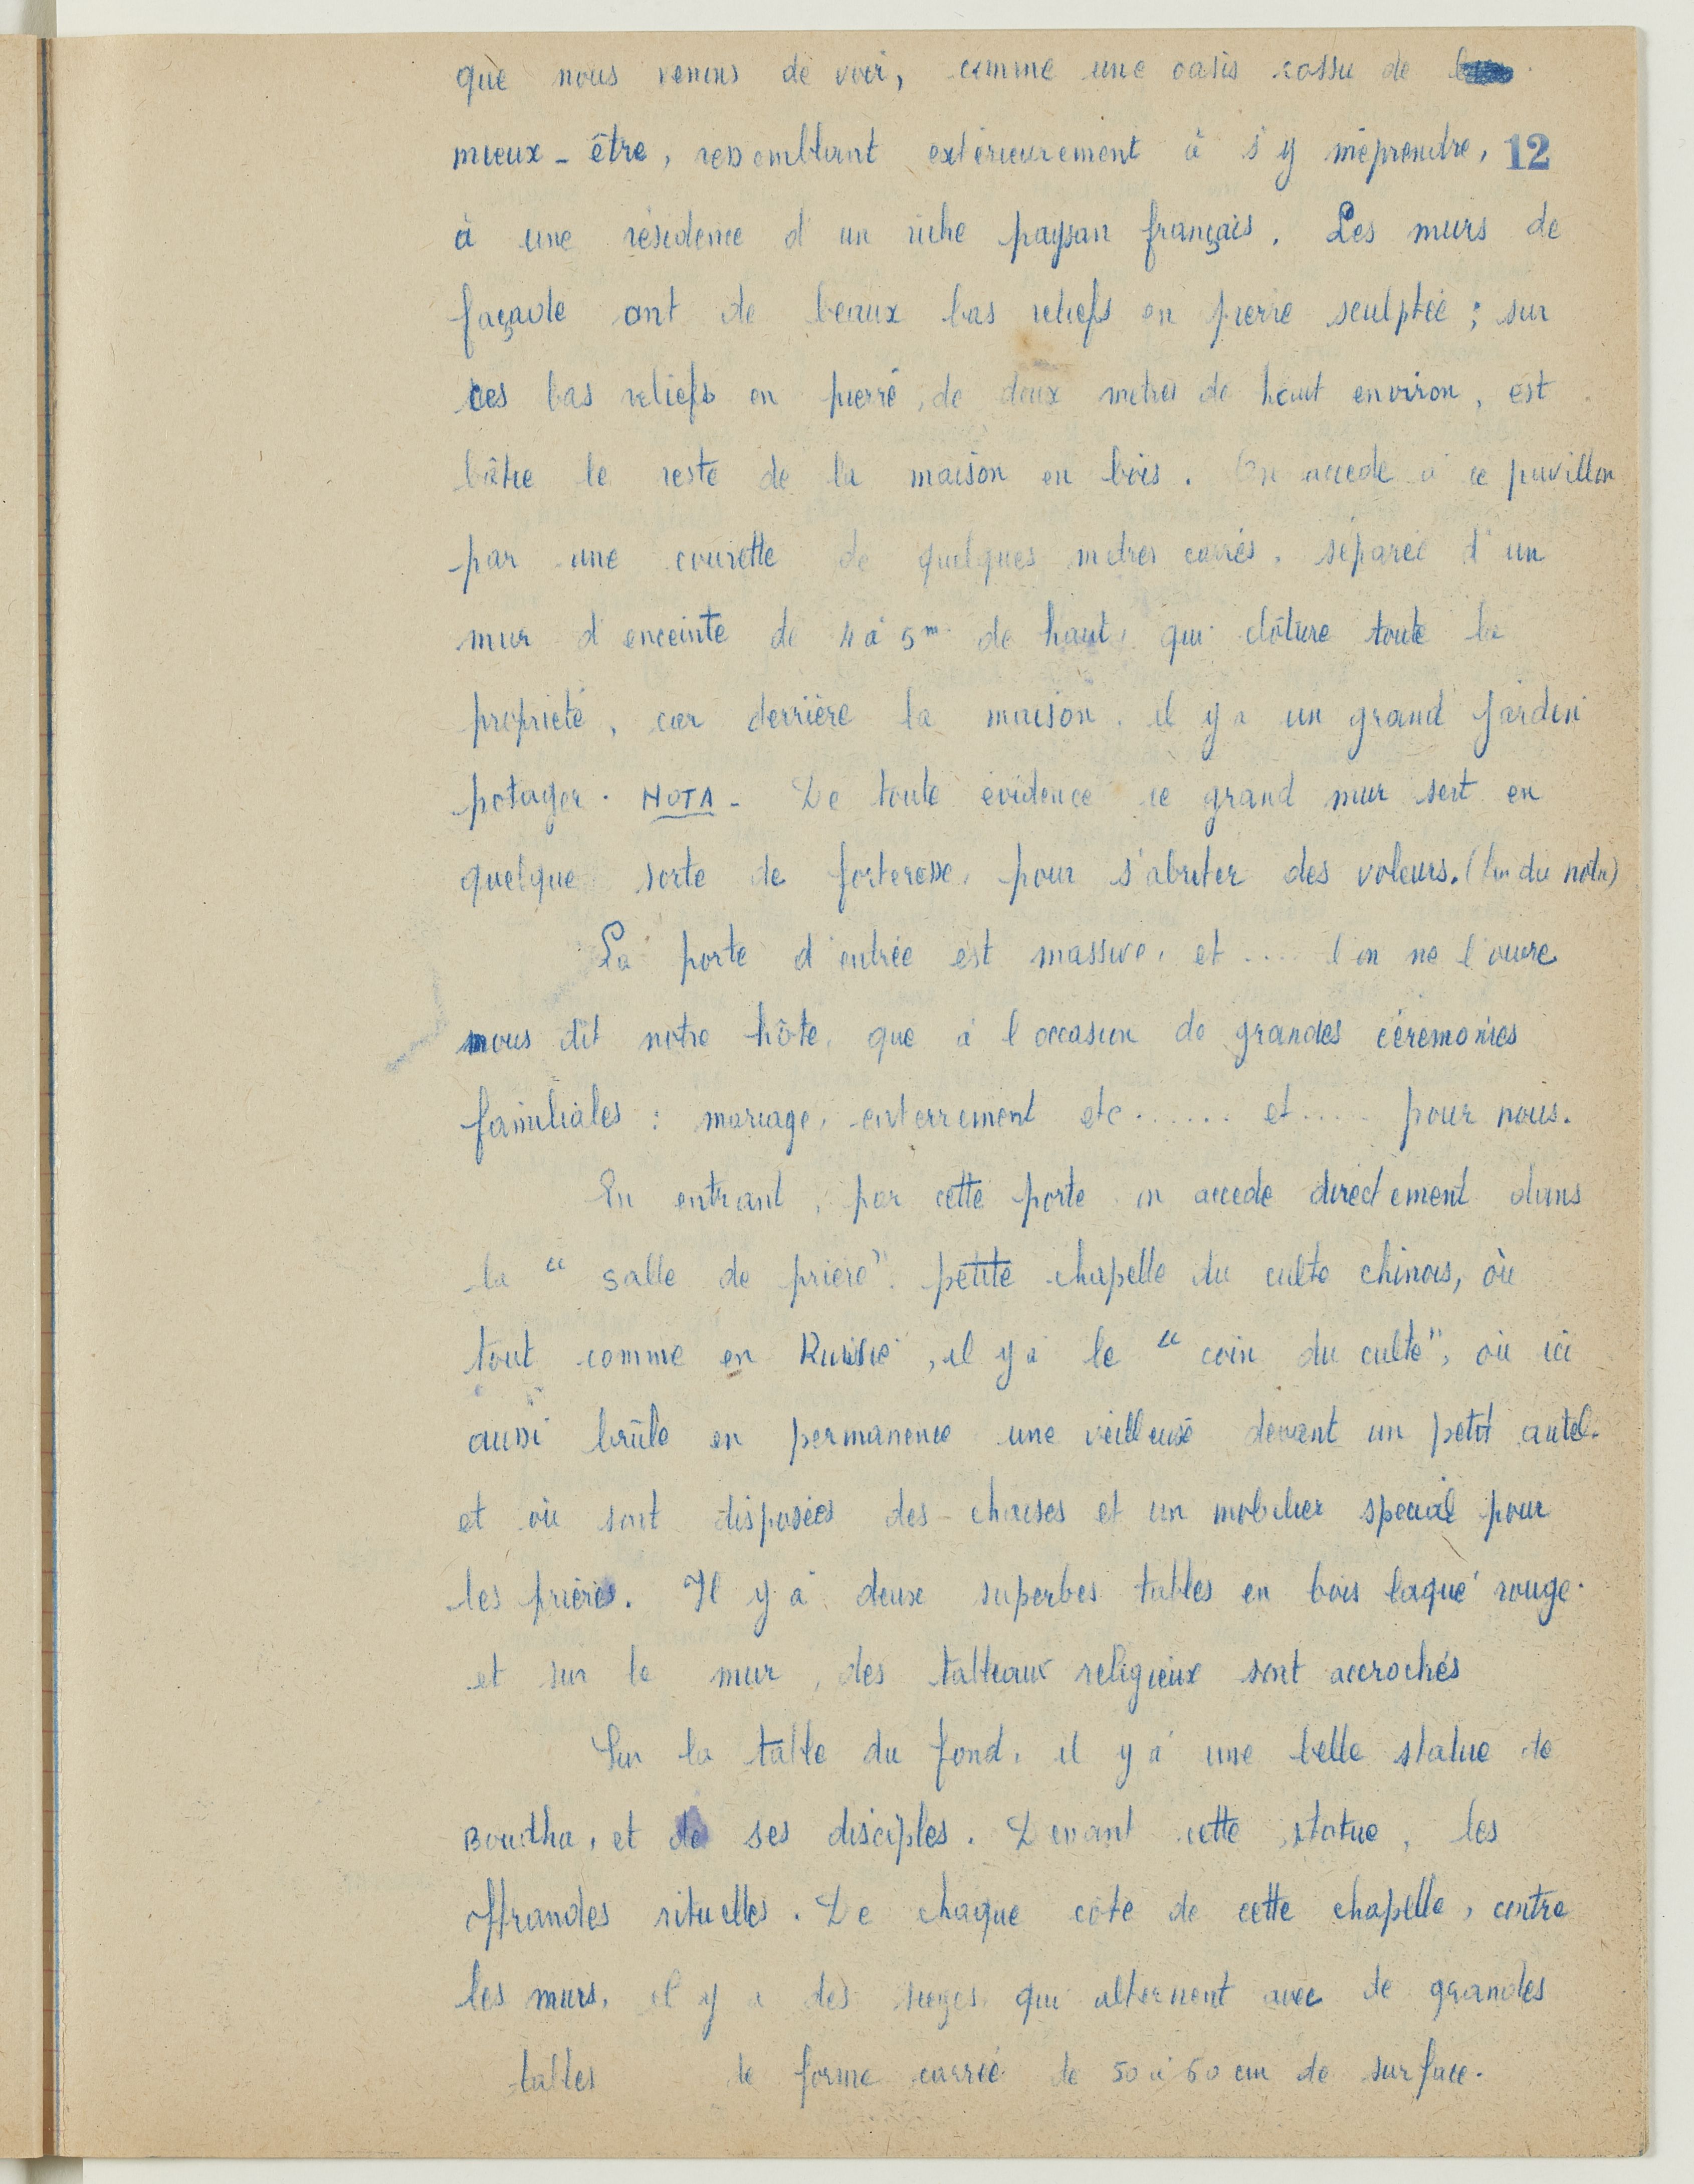 que nous venons de voir, comme une oasis cossu de
mieux-être, ressemblant extérieurement à s'y méprendre, 12
à une résidence d'un riche paysan français. Les murs de
façade ont de beaux bas reliefs en pierre sculptée ; sur
ces bas reliefs en pierre, de deux mètres de haut environ, est
bâtie le reste de la maison en bois. On accède à ce pavillon
par une courette de quelques mètres carrés, séparée d'un
mur d'enceinte de 4 à 5m de haut, qui clôture toute la
propriété, car derrière la maison, il y a un grand jardin
potager. NOTA - De toute évidence ce grand mur sert en
quelque sorte de forteresse, pour s'abriter des voleurs. (fin du nota)
La porte d'entrée est massive, et .... l'on ne l'ouvre
nous dit notre hôte, que à l'occasion de grandes cérémonies
familiales : mariage, enterrement etc ...... et ..... pour nous.
En entrant, par cette porte on accède directement dans
la "salle de prière". petite chapelle du culte chinois, où
tout comme en Russie, il y a le "coin du culte", où ici
aussi brûle en permanence une veilleuse devant un petit autel.
et où sont disposées des chaises et un mobilier special pour
les prières. Il y a deux superbes tables en bois laqué rouge.
et sur le mur, des tableaux religieux sont accrochés
Sur la table du fond, il y a une belle statue de
Boudha, et de ses disciples. Devant cette statue, les
offrandes rituelles. De chaque côté de cette chapelle, contre
les murs, il y a des sièges qui alternent avec de grandes
tables de forme carrée de 50 à 60 cm de surface.